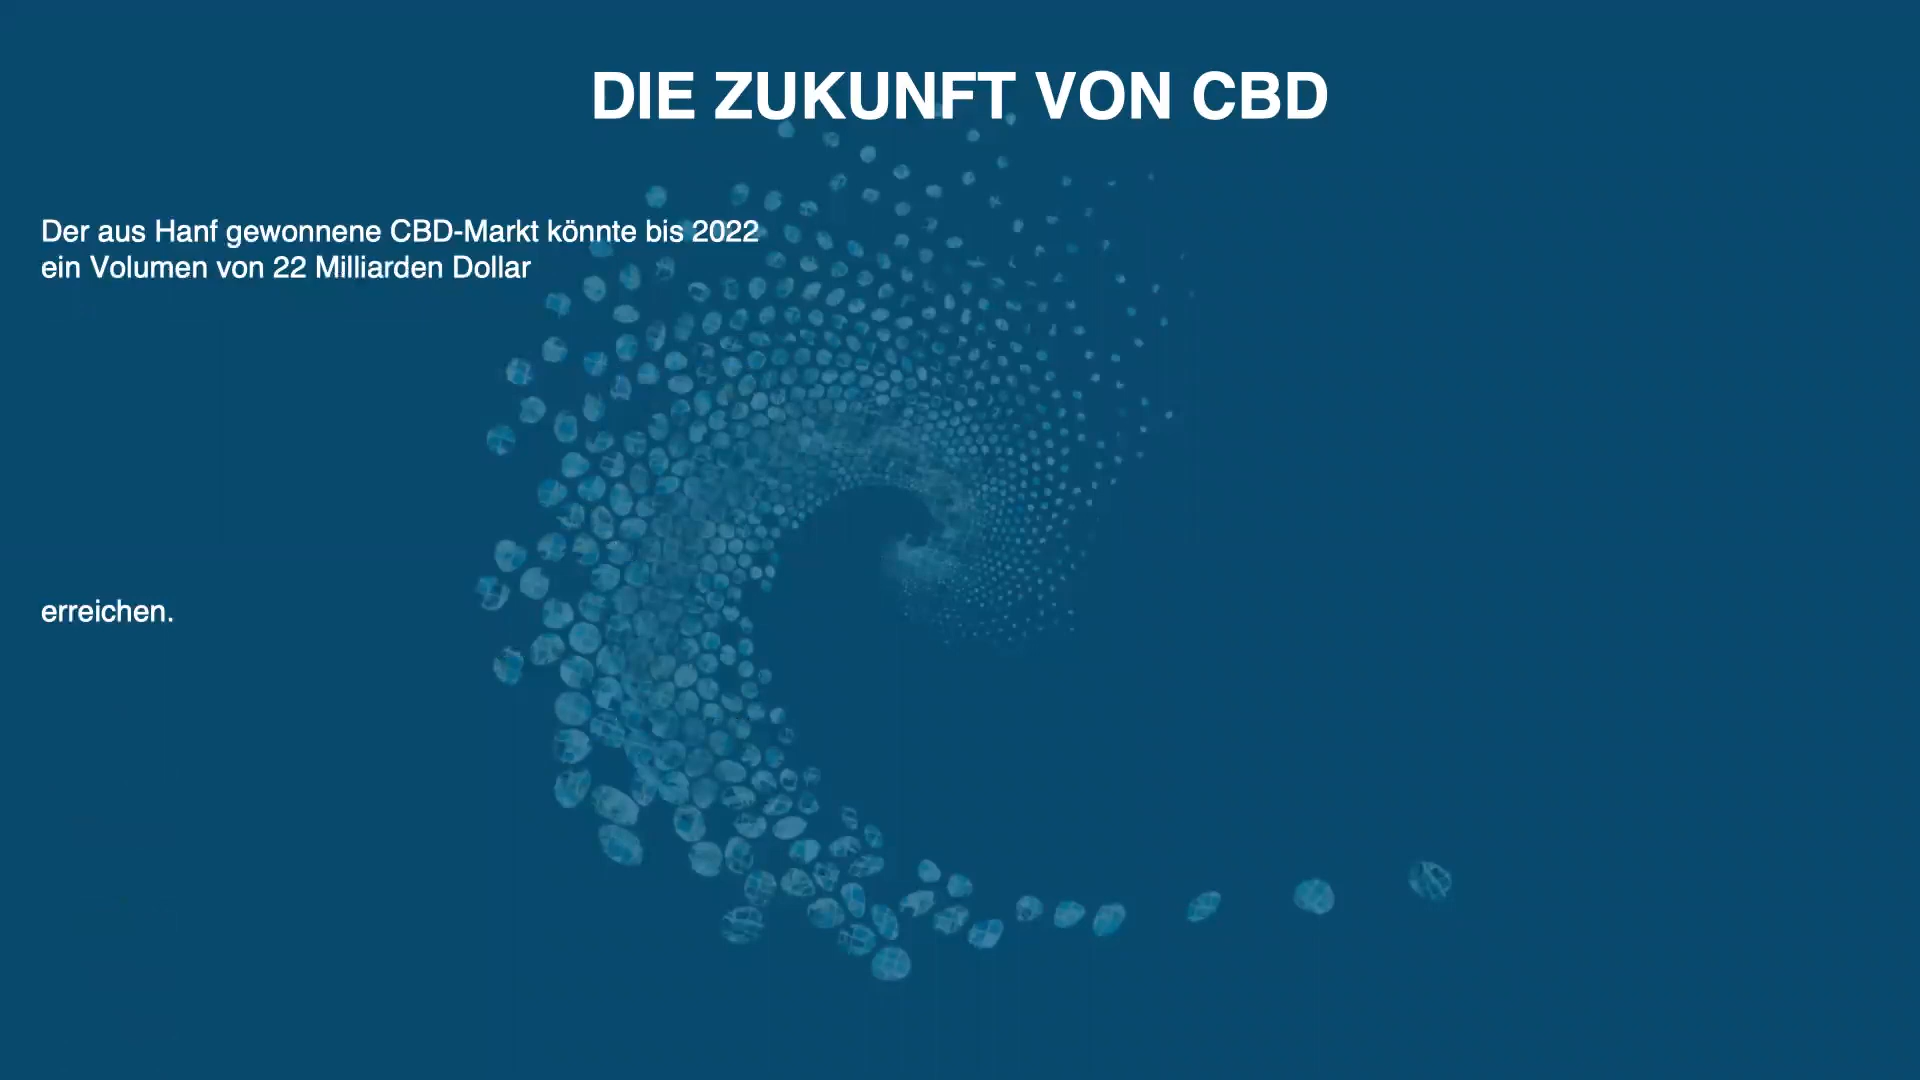 DIE ZUKUNFT VON CBD
Der aus Hanf gewonnene CBD-Markt könnte bis 2022
ein Volumen von 22 Milliarden Dollar
erreichen.